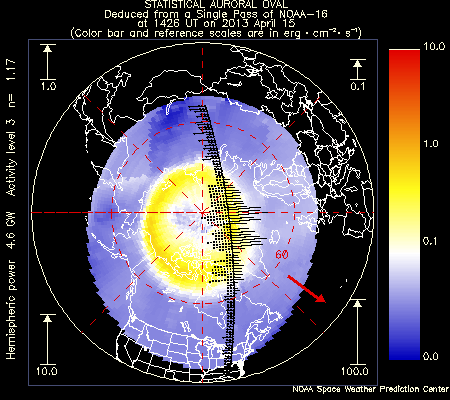 STATISTICAL AURORAL OVAL
Deduced from a Single Pass of NOAA-16
at 1426 UT on 2013 April 15
(Color bar and reference scales are in erg · cm⁻² · s⁻¹)
Hemispheric power 4.6 GW Activity level 3 n= 1.17
1.0
0.1
10.0
100.0
60
10.0
1.0
0.1
0.0
NOAA Space Weather Prediction Center